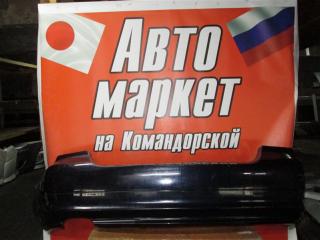 Авто
маркет
на Командорской